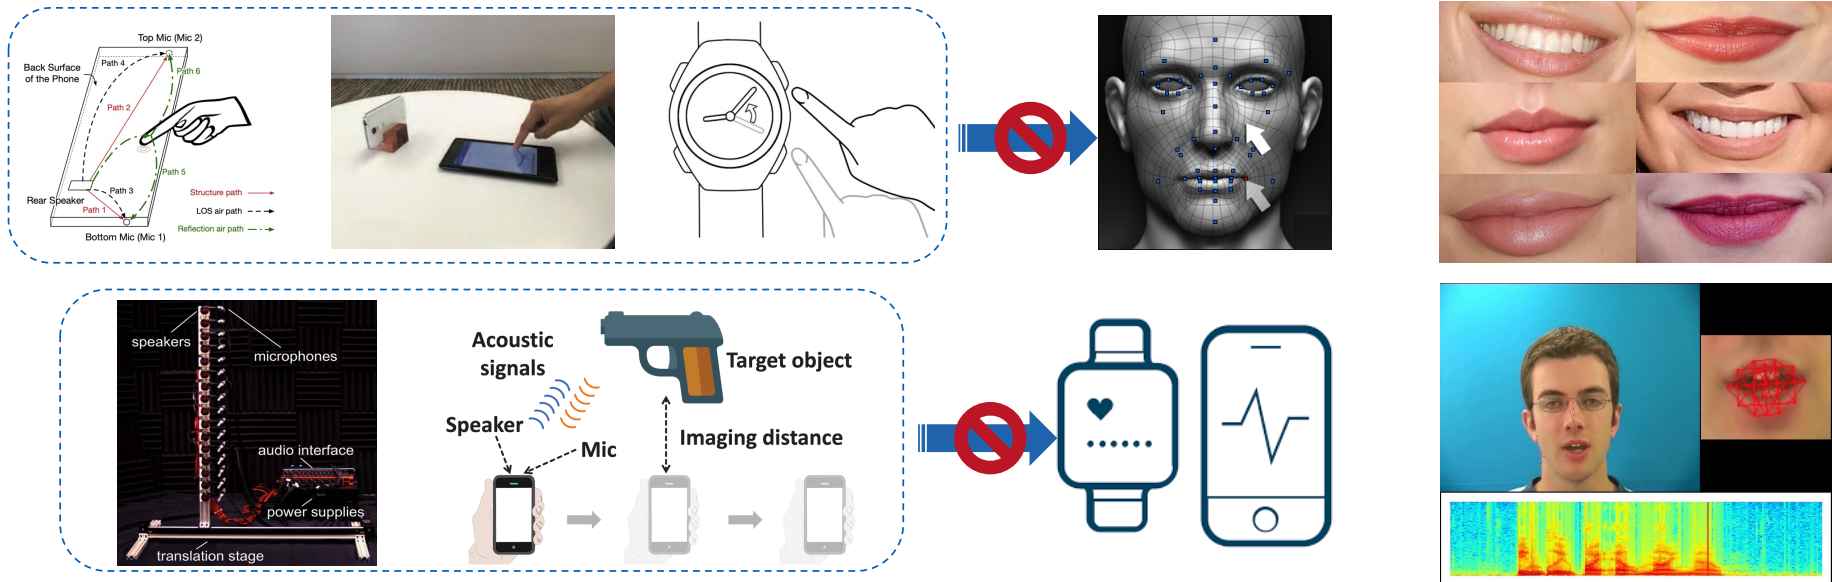 Top Mic (Mic 2)
Back Surface
of the Phone
Path 4
Path 6
Path 2
Path 5
Path 3
Rear Speaker
Path 1
Structure path
LOS air path
Reflection air path
Bottom Mic (Mic 1)
speakers
microphones
audio interface
power supplies
translation stage
Acoustic
signals
Target object
Speaker
Mic
Imaging distance